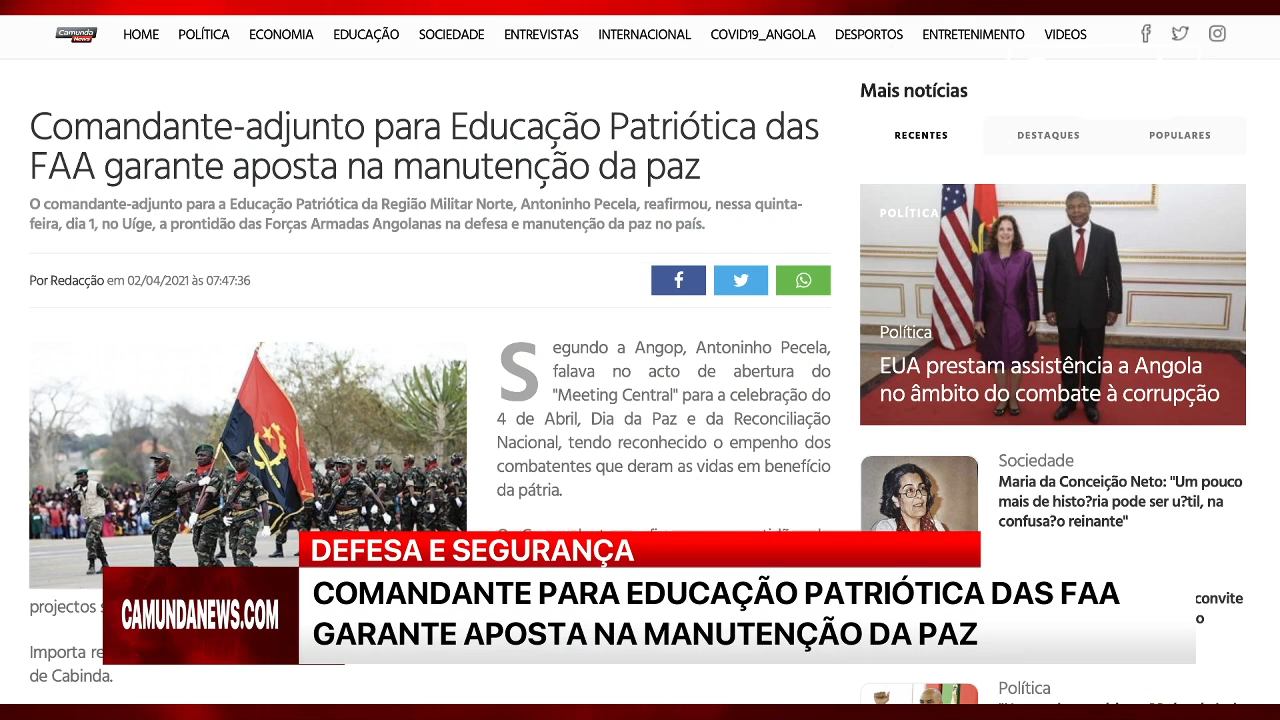 Camunda
News
HOME POLÍTICA ECONOMIA EDUCAÇÃO SOCIEDADE ENTREVISTAS INTERNACIONAL COVID19_ANGOLA DESPORTOS ENTRETENIMENTO VIDEOS
Comandante-adjunto para Educação Patriótica das
FAA garante aposta na manutenção da paz
O comandante-adjunto para a Educação Patriótica da Região Militar Norte, Antoninho Pecela, reafirmou, nessa quinta-
feira, dia 1, no Uíge, a prontidão das Forças Armadas Angolanas na defesa e manutenção da paz no país.
Por Redacção em 02/04/2021 às 07:47:36
Segundo a Angop, Antoninho Pecela,
falava no acto de abertura do
"Meeting Central" para a celebração do
4 de Abril, Dia da Paz e da Reconciliação
Nacional, tendo reconhecido o empenho dos
combatentes que deram as vidas em benefício
da pátria.
projectos
Importa
de Cabinda.
Mais notícias
RECENTES DESTAQUES POPULARES
POLÍTICA
Política
EUA prestam assistência a Angola
no âmbito do combate à corrupção
Sociedade
Maria da Conceição Neto: "Um pouco
mais de histo?ria pode ser u?til, na
confusa?o reinante"
convite
Política
DEFESA E SEGURANÇA
CAMUNDANEWS.COM
COMANDANTE PARA EDUCAÇÃO PATRIÓTICA DAS FAA
GARANTE APOSTA NA MANUTENÇÃO DA PAZ